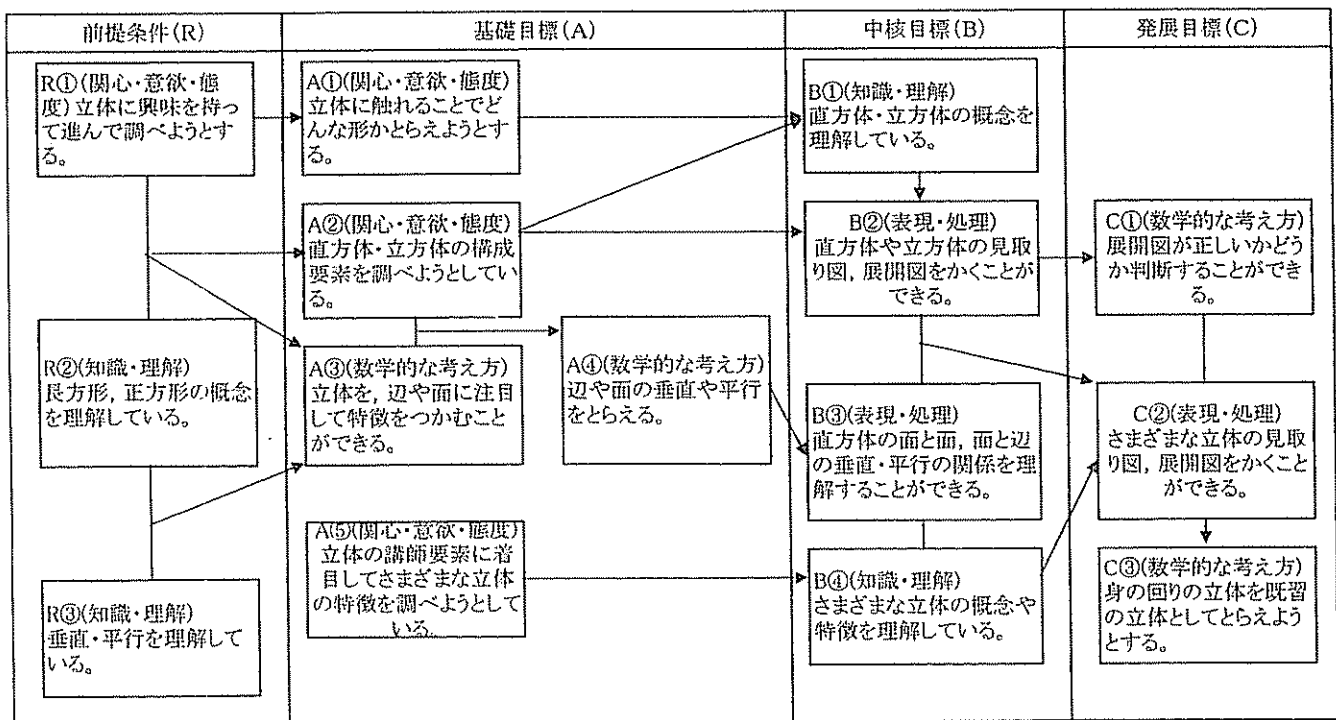 前提条件(R)
基礎目標(A)
中核目標(B)
発展目標(C)
R①(関心・意欲・態
度)立体に興味を持っ
て進んで調べようとす
る。
A①(関心・意欲・態度)
立体に触れることでど
んな形かとらえようとす
る。
B①(知識・理解)
直方体・立方体の概念を
理解している。
A②(関心・意欲・態度)
直方体・立方体の構成
要素を調べようとしてい
る。
B②(表現・処理)
直方体や立方体の見取
り図，展開図をかくことが
できる。
C①(数学的な考え方)
展開図が正しいかどう
か判断することができ
る。
R②(知識・理解)
長方形，正方形の概念
を理解している。
A③(数学的な考え方)
立体を，辺や面に注目
して特徴をつかむこと
ができる。
A④(数学的な考え方)
辺や面の垂直や平行
をとらえる。
B③(表現・処理)
直方体の面と面，面と辺
の垂直・平行の関係を理
解することができる。
C②(表現・処理)
さまざまな立体の見取
り図，展開図をかくこと
ができる。
R③(知識・理解)
垂直・平行を理解して
いる。
A⑤(関心・意欲・態度)
立体の講師要素に着
目してさまざまな立体
の特徴を調べようとして
いる。
B④(知識・理解)
さまざまな立体の概念や
特徴を理解している。
C③(数学的な考え方)
身の回りの立体を既習
の立体としてとらえよう
とする。